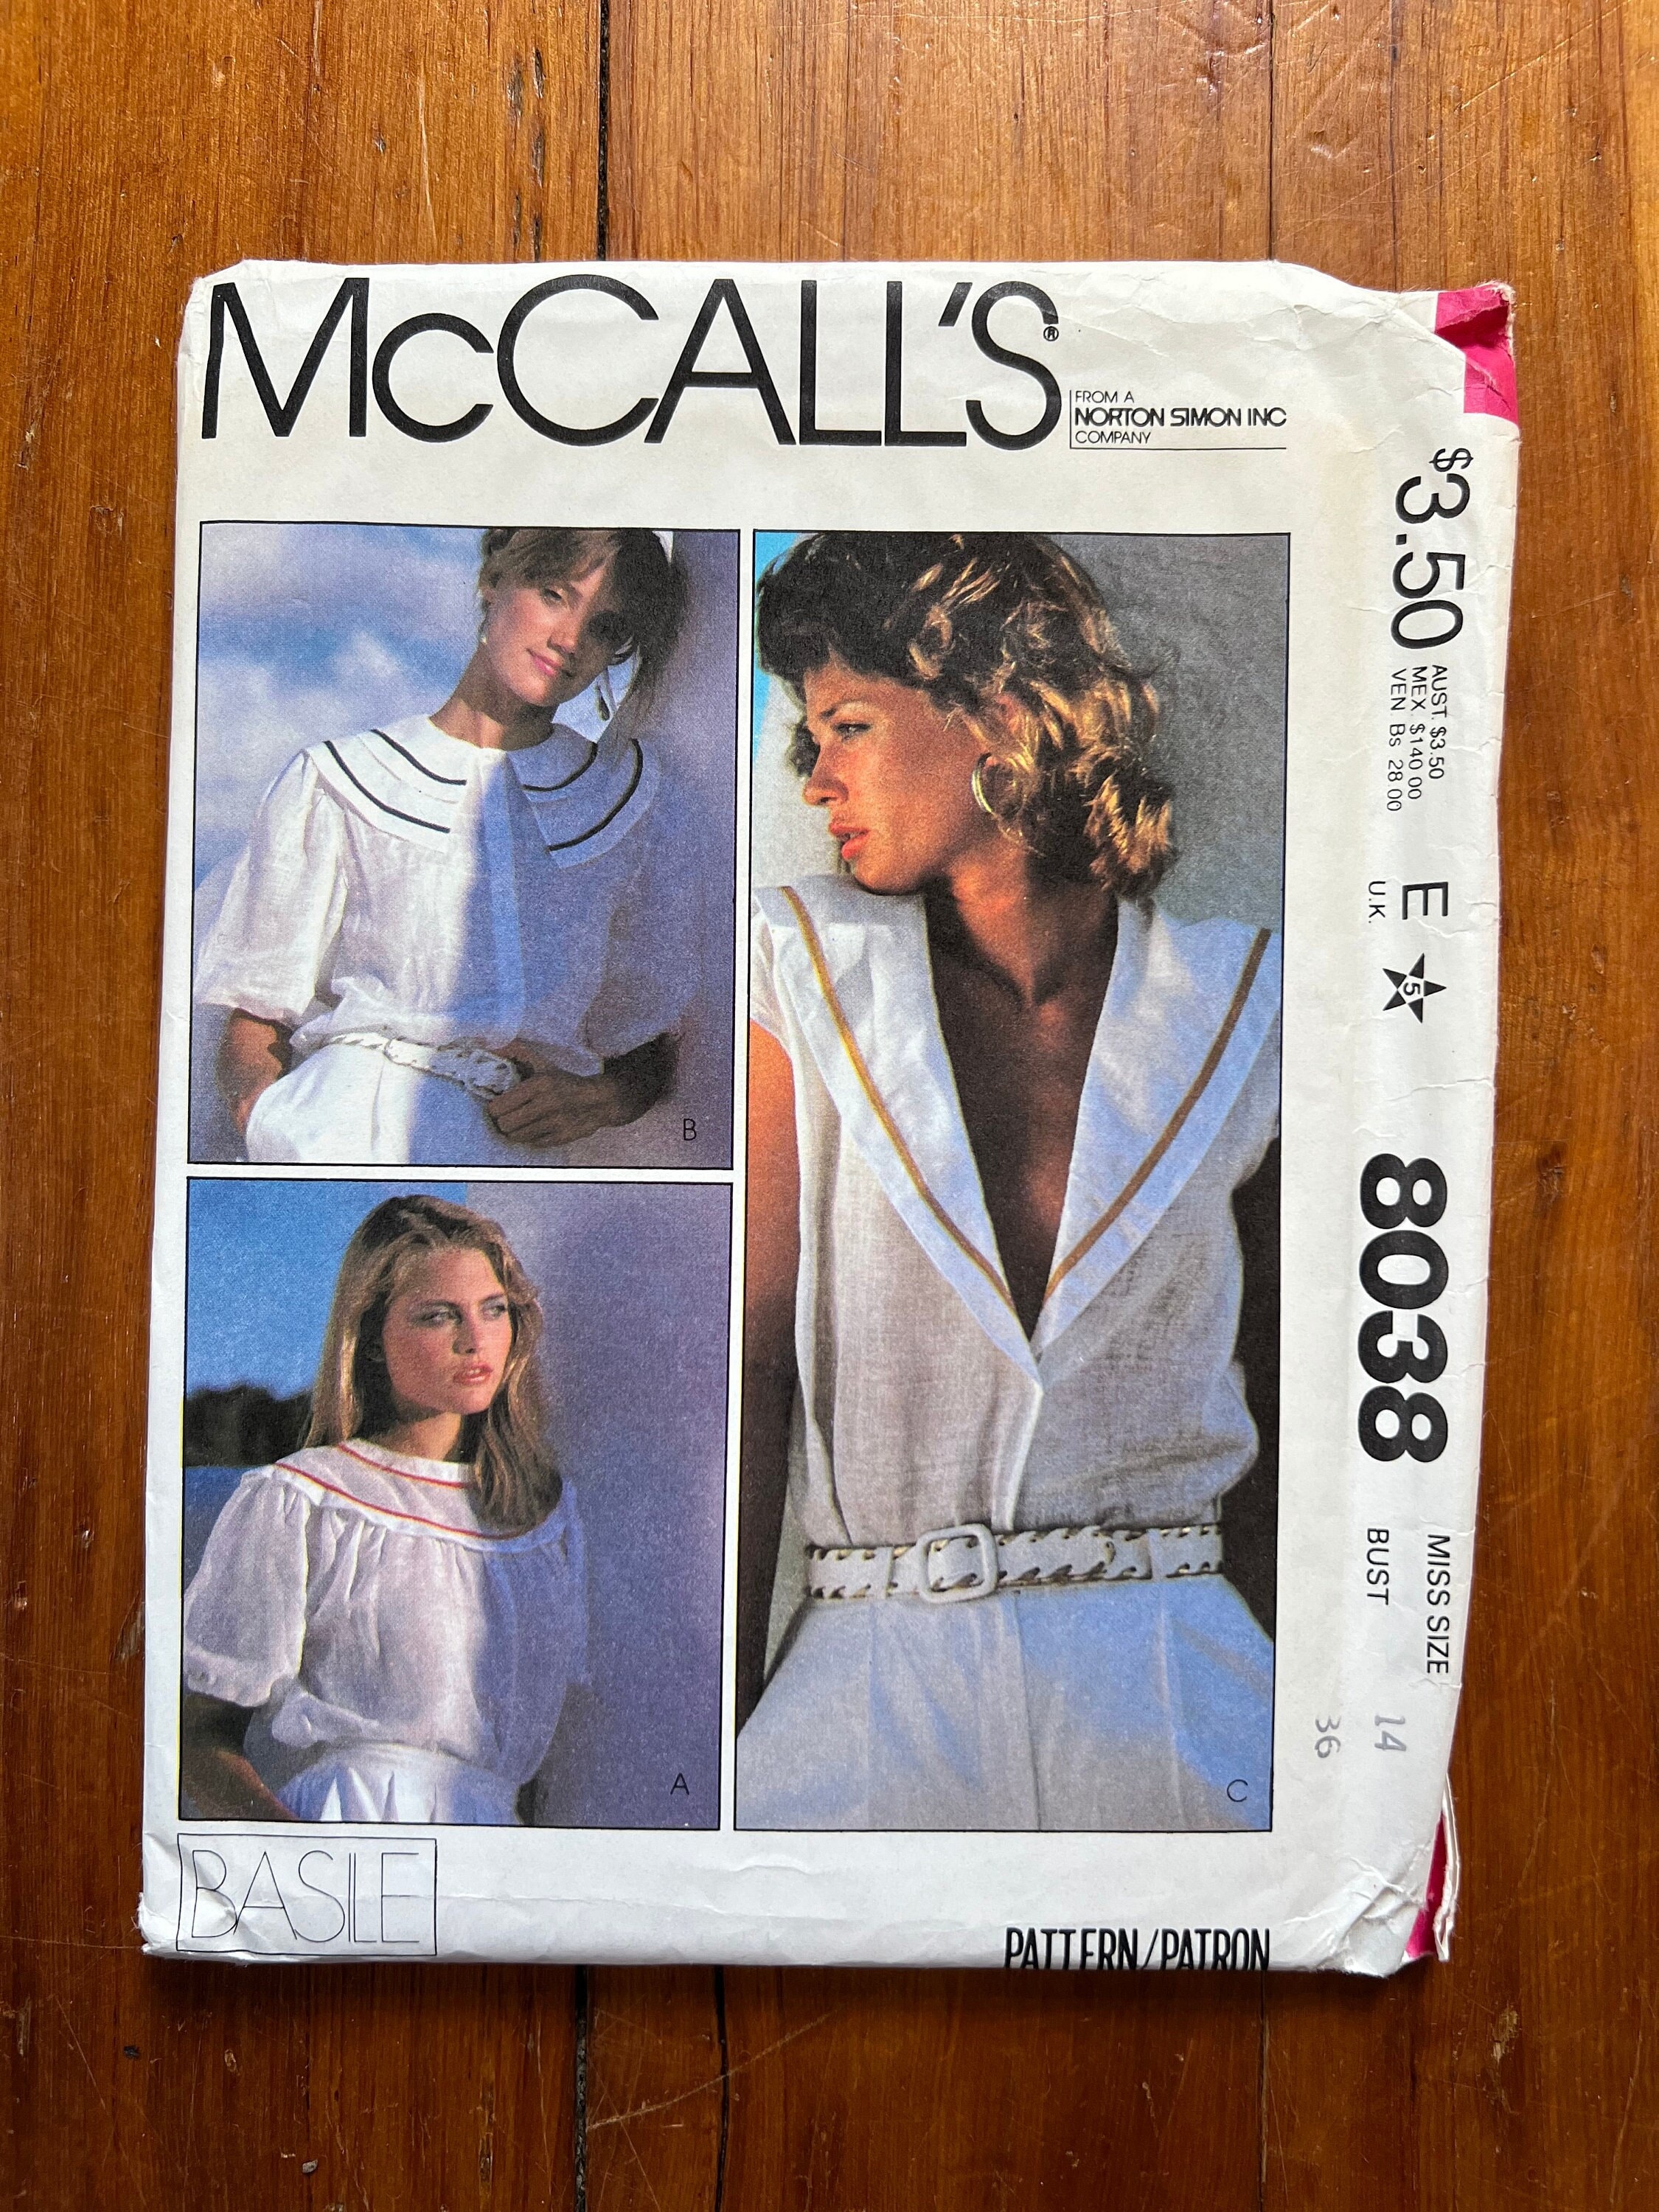 McCALL'S®
FROM A
NORTON SIMON INC
COMPANY
B
A
C
BASILE
PATTERN/PATRON
$3.50
AUST. $3.50
MEX $140.00
VEN Bs 28 00
E
U.K.
5
8038
MISS SIZE
14
BUST
36